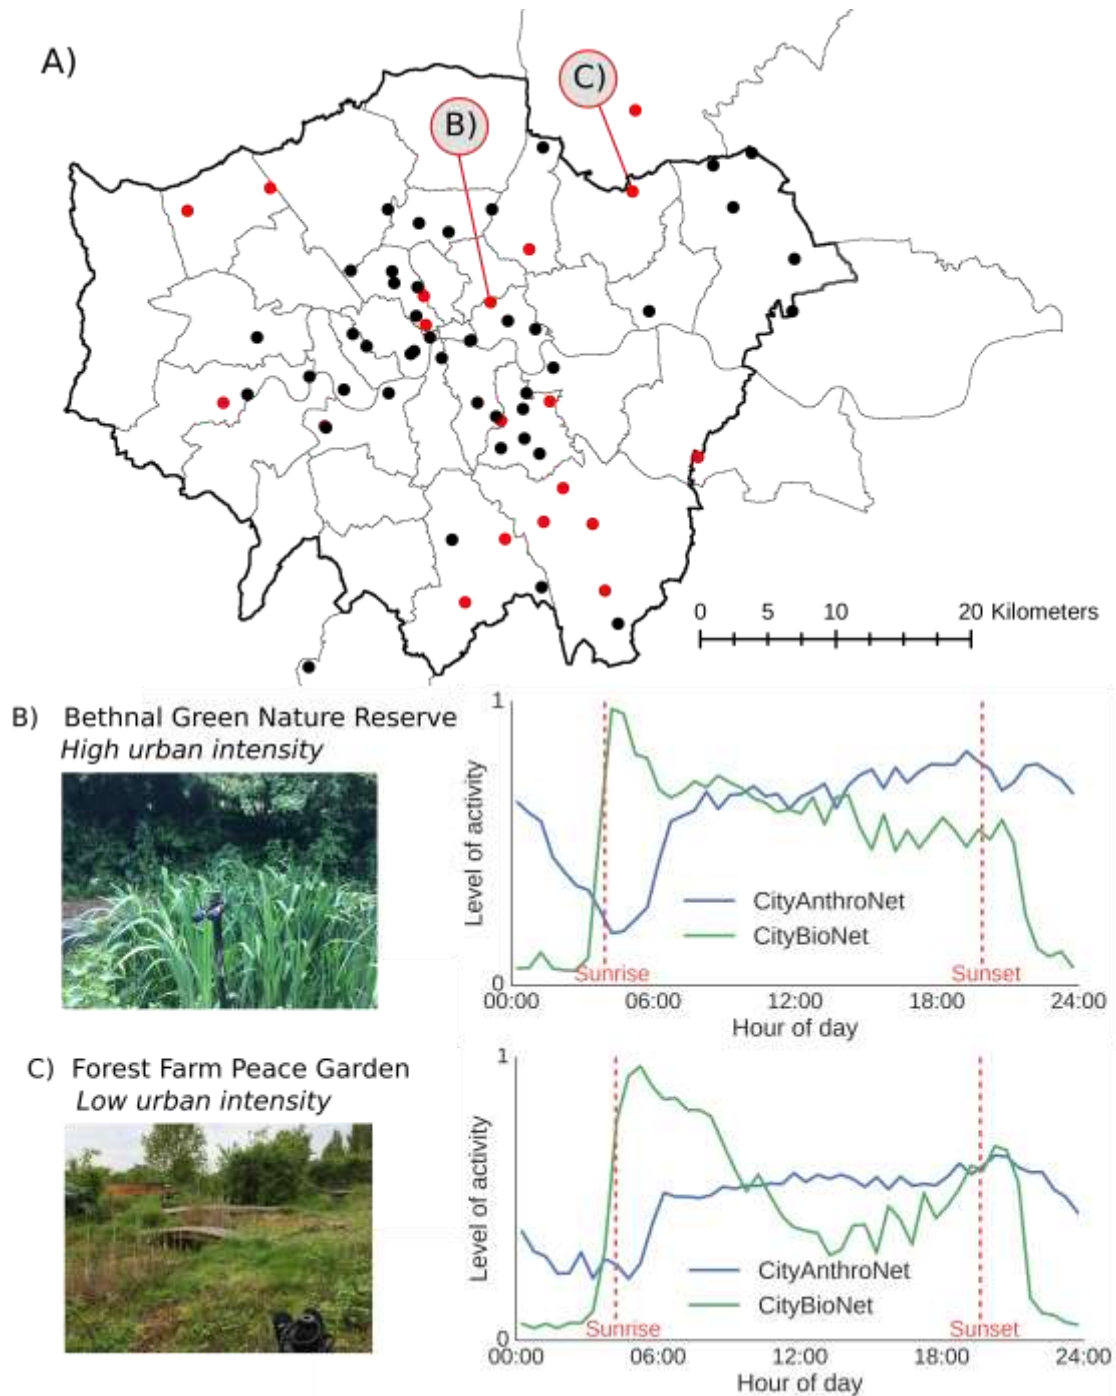 A)
B)
C)
0 5 10 20 Kilometers
B) Bethnal Green Nature Reserve
High urban intensity
1
Level of activity
CityAnthroNet
CityBioNet
0
Sunrise
Sunset
00:00 06:00 12:00 18:00 24:00
Hour of day
C) Forest Farm Peace Garden
Low urban intensity
1
Level of activity
CityAnthroNet
CityBioNet
0
Sunrise
Sunset
00:00 06:00 12:00 18:00 24:00
Hour of day